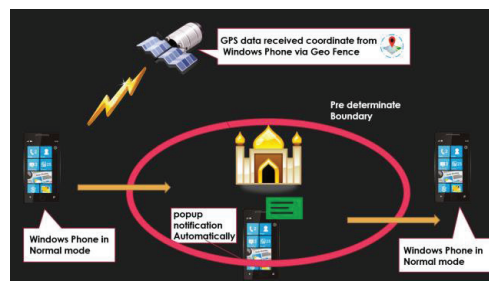 GPS data received coordinate from
Windows Phone via Geo Fence
Pre determinate
Boundary
popup
notification
Automatically
Windows Phone in
Normal mode
Windows Phone in
Normal mode